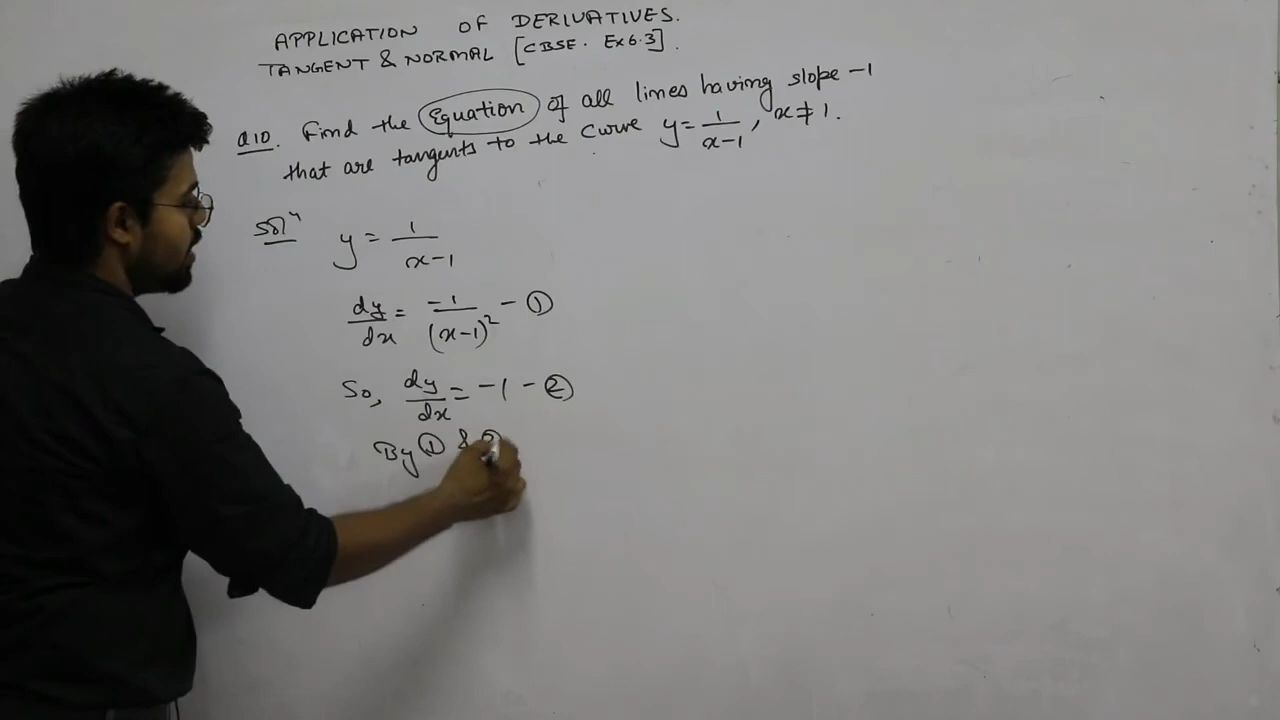 APPLICATION OF DERIVATIVES.
TANGENT & NORMAL [CBSE. Ex6.3].
Q10. Find the Equation of all lines having slope -1
that are tangents to the curve y = 1/(x-1), x ≠ 1.
Solⁿ y = 1/(x-1)
dy/dx = -1/(x-1)² - ①
So, dy/dx = -1 - ②
By ① & ②